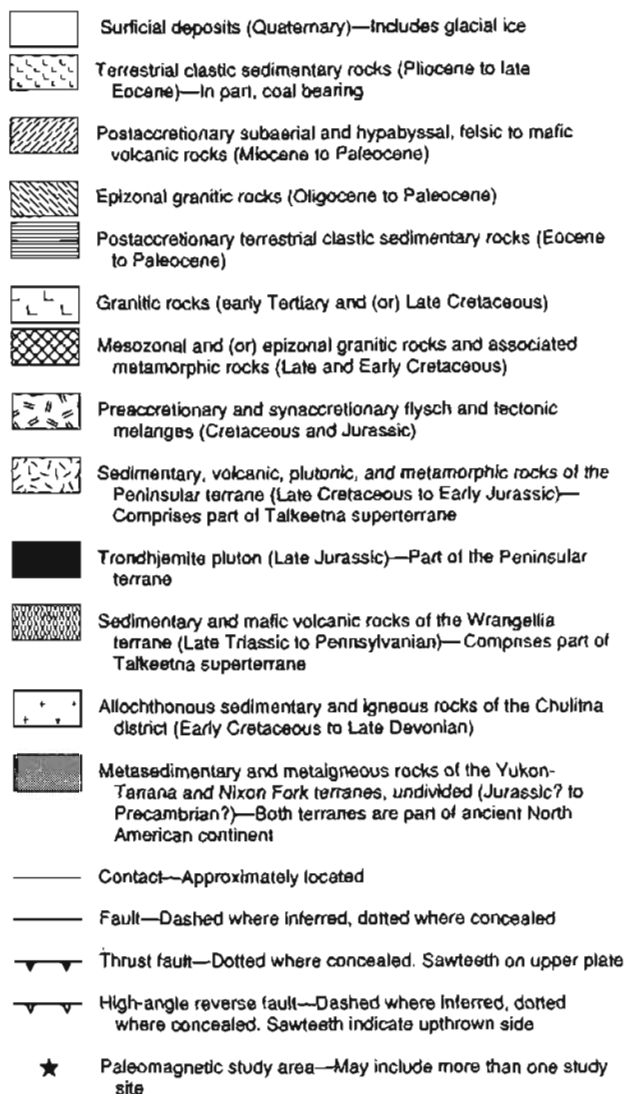 Surficial deposits (Quaternary)—Includes glacial ice
Terrestrial clastic sedimentary rocks (Pliocene to late
Eocene)—In part, coal bearing
Postaccretionary subaerial and hypabyssal, felsic to mafic
volcanic rocks (Miocene to Paleocene)
Epizonal granitic rocks (Oligocene to Paleocene)
Postaccretionary terrestrial clastic sedimentary rocks (Eocene
to Paleocene)
Granitic rocks (early Tertiary and (or) Late Cretaceous)
Mesozonal and (or) epizonal granitic rocks and associated
metamorphic rocks (Late and Early Cretaceous)
Preaccretionary and synaccretionary flysch and tectonic
melanges (Cretaceous and Jurassic)
Sedimentary, volcanic, plutonic, and metamorphic rocks of the
Peninsular terrane (Late Cretaceous to Early Jurassic)—
Comprises part of Talkeetna superterrane
Trondhjemite pluton (Late Jurassic)—Part of the Peninsular
terrane
Sedimentary and mafic volcanic rocks of the Wrangellia
terrane (Late Triassic to Pennsylvanian)—Comprises part of
Talkeetna superterrane
Allochthonous sedimentary and igneous rocks of the Chulitna
district (Early Cretaceous to Late Devonian)
Metasedimentary and metaigneous rocks of the Yukon-
Tanana and Nixon Fork terranes, undivided (Jurassic? to
Precambrian?)—Both terranes are part of ancient North
American continent
Contact—Approximately located
Fault—Dashed where inferred, dotted where concealed
Thrust fault—Dotted where concealed. Sawteeth on upper plate
High-angle reverse fault—Dashed where inferred, dotted
where concealed. Sawteeth indicate upthrown side
Paleomagnetic study area—May include more than one study
site